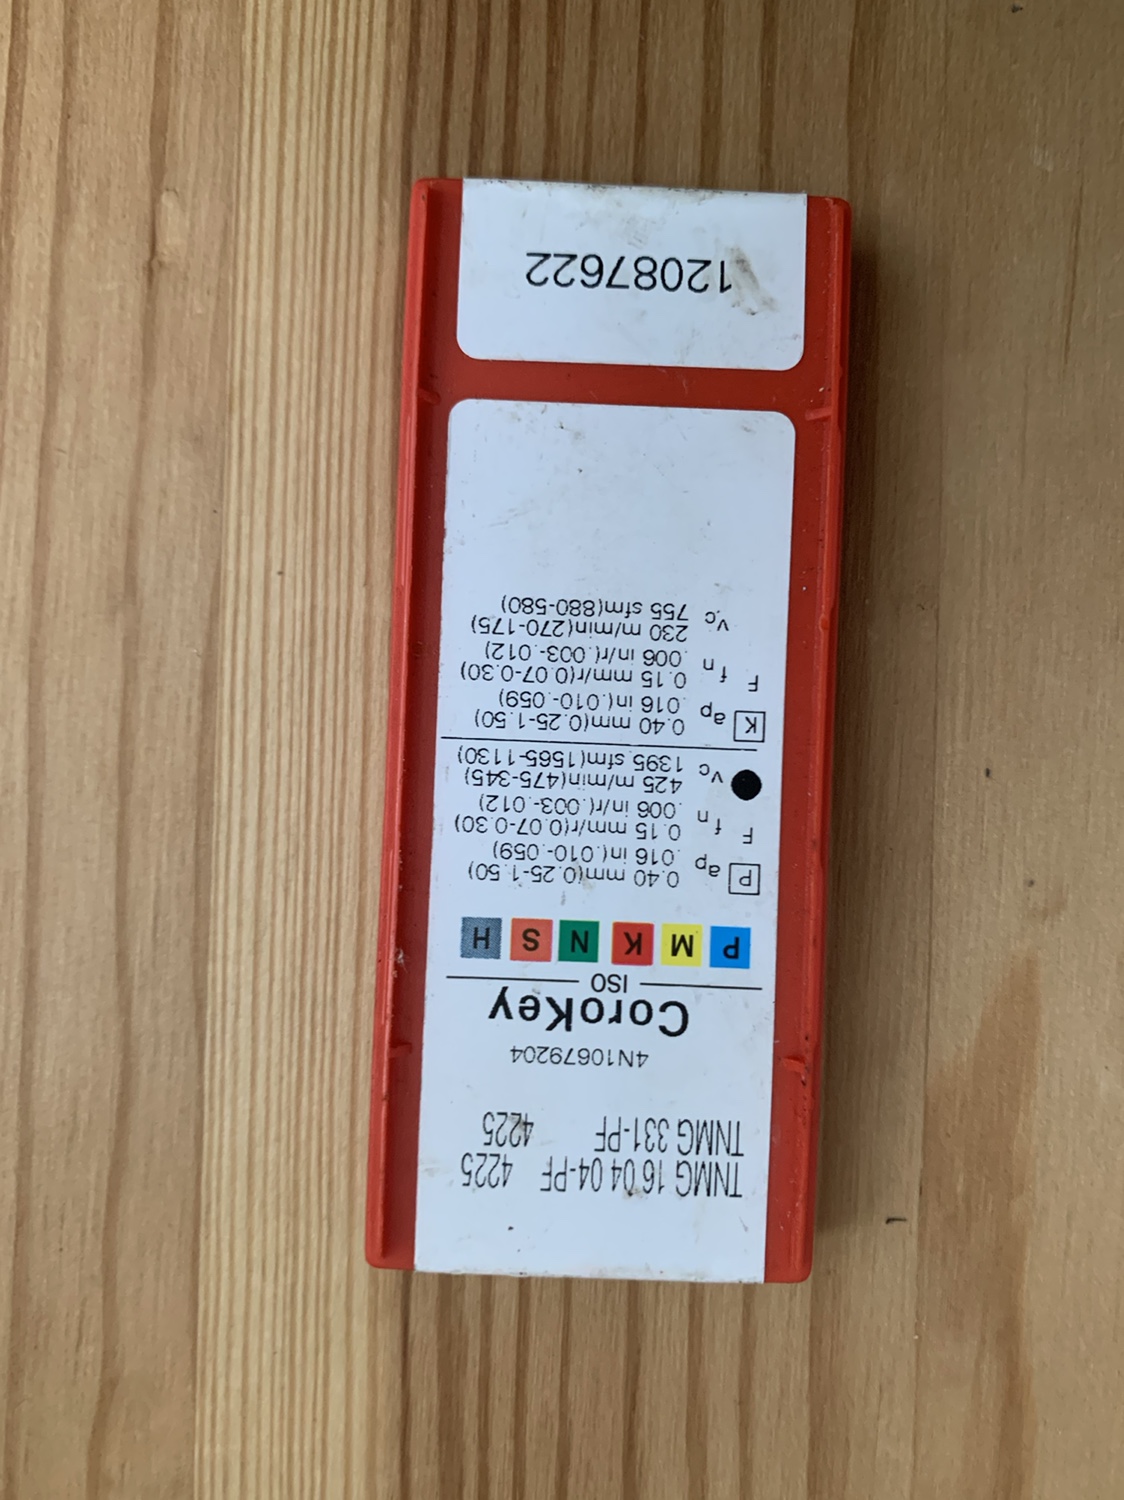 TNMG 16 04 04-PF 4225
TNMG 331-PF 4225
4N10679204
CoroKey
ISO
P M K N S H
P ap 0.40 mm(0.25-1.50)
.016 in(.010-.059)
F fn 0.15 mm/r(0.07-0.30)
.006 in/r(.003-.012)
vc 425 m/min(475-345)
1395 sfm(1565-1130)
K ap 0.40 mm(0.25-1.50)
.016 in(.010-.059)
F fn 0.15 mm/r(0.07-0.30)
.006 in/r(.003-.012)
vc 230 m/min(270-175)
755 sfm(880-580)
12087622